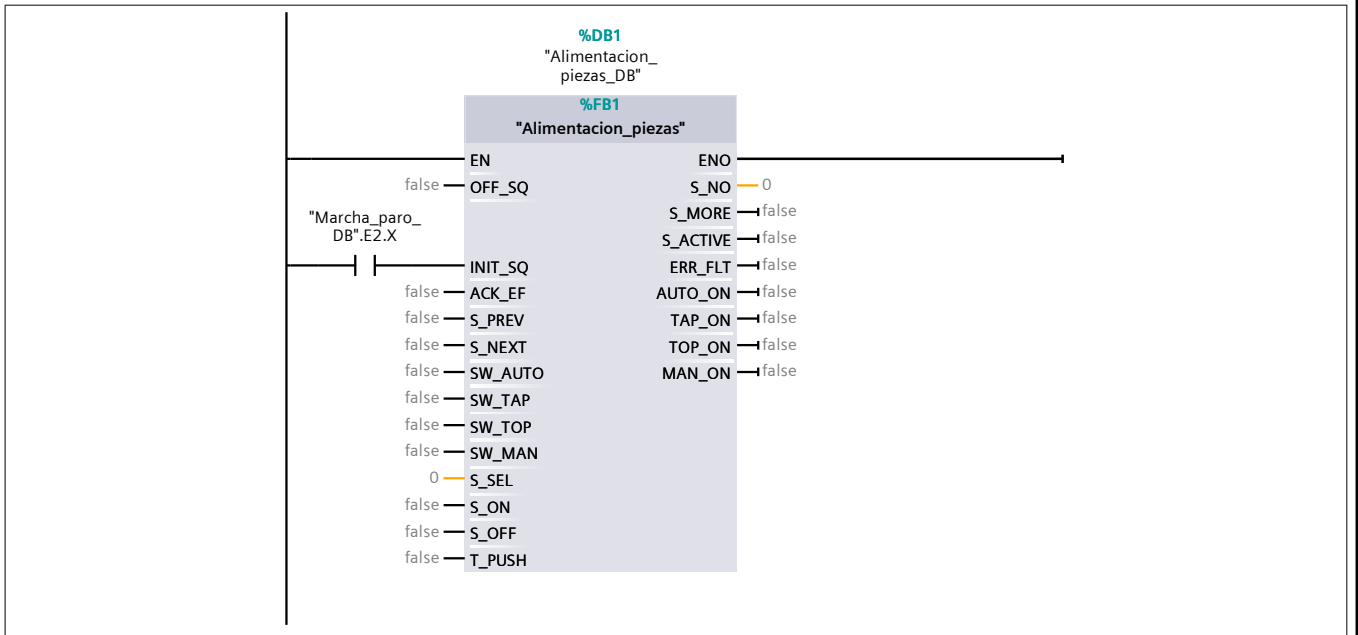 %DB1
"Alimentacion_
piezas_DB"
%FB1
"Alimentacion_piezas"
EN ENO
false OFF_SQ S_NO 0
"Marcha_paro_ S_MORE false
DB".E2.X S_ACTIVE false
INIT_SQ ERR_FLT false
false ACK_EF AUTO_ON false
false S_PREV TAP_ON false
false S_NEXT TOP_ON false
false SW_AUTO MAN_ON false
false SW_TAP
false SW_TOP
false SW_MAN
0 S_SEL
false S_ON
false S_OFF
false T_PUSH